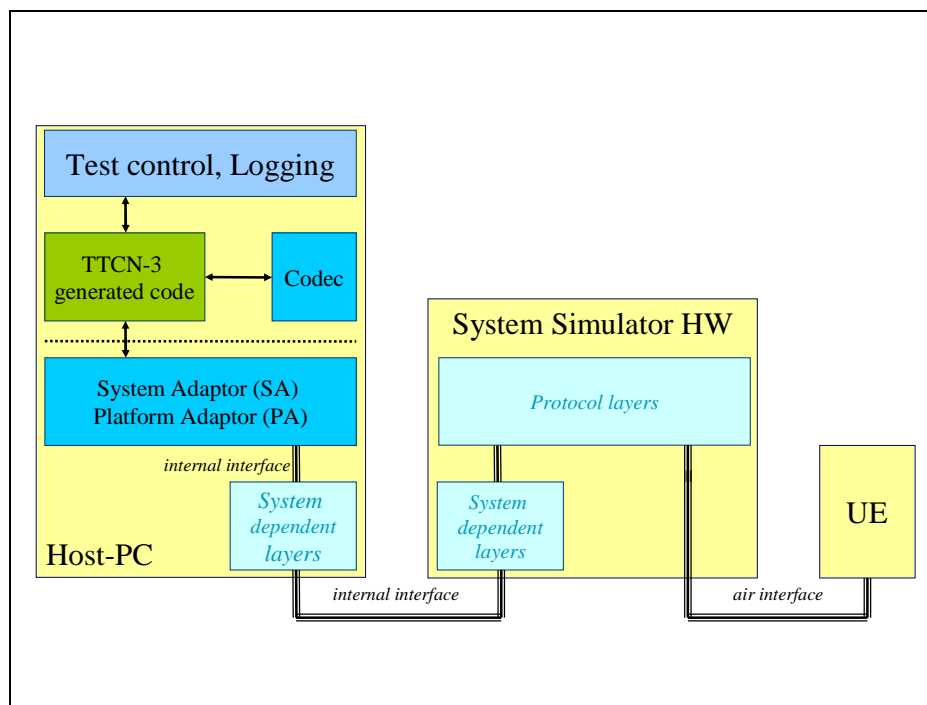 Test control, Logging
TTCN-3
generated code
Codec
System Adaptor (SA)
Platform Adaptor (PA)
internal interface
System
dependent
layers
Host-PC
System Simulator HW
Protocol layers
System
dependent
layers
UE
internal interface
air interface